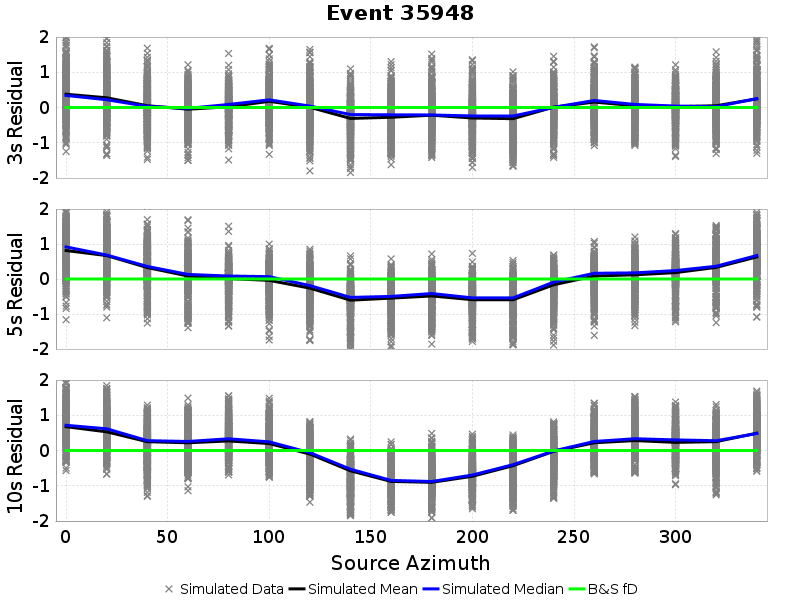 Event 35948
3s Residual
2
1
0
-1
-2
5s Residual
2
1
0
-1
-2
10s Residual
2
1
0
-1
-2
0 50 100 150 200 250 300
Source Azimuth
Simulated Data Simulated Mean Simulated Median B&S fD